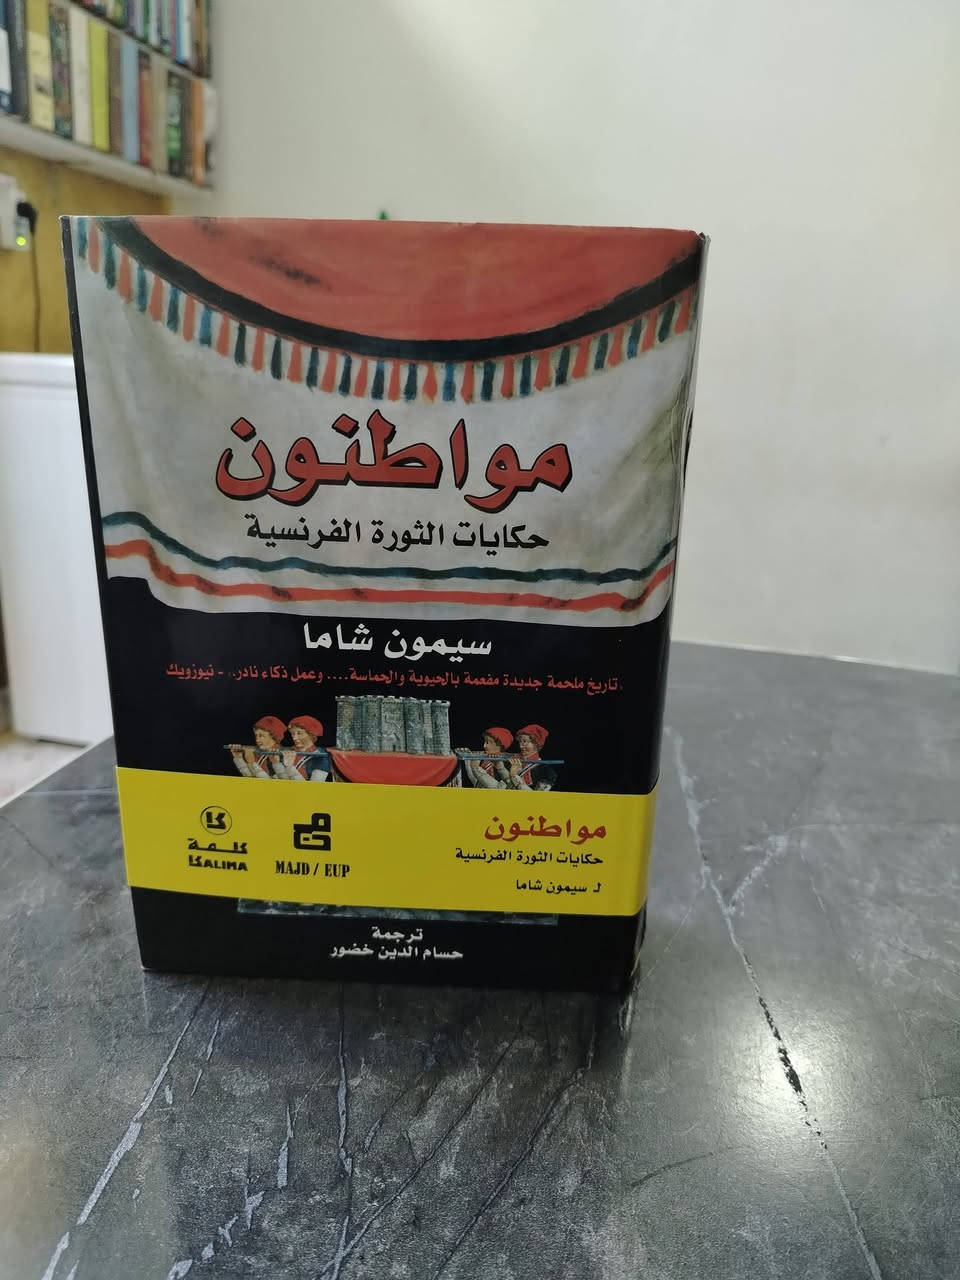 مواطنون
حكايات الثورة الفرنسية
سيمون شاما
«تاريخ ملحمة جديدة مفعمة بالحيوية والحماسة.... وعمل ذكاء نادر.» - نيوزويك
مواطنون
حكايات الثورة الفرنسية
لـ سيمون شاما
MAJD / EUP
كلمة
KALIMA
ترجمة
حسام الدين خضور